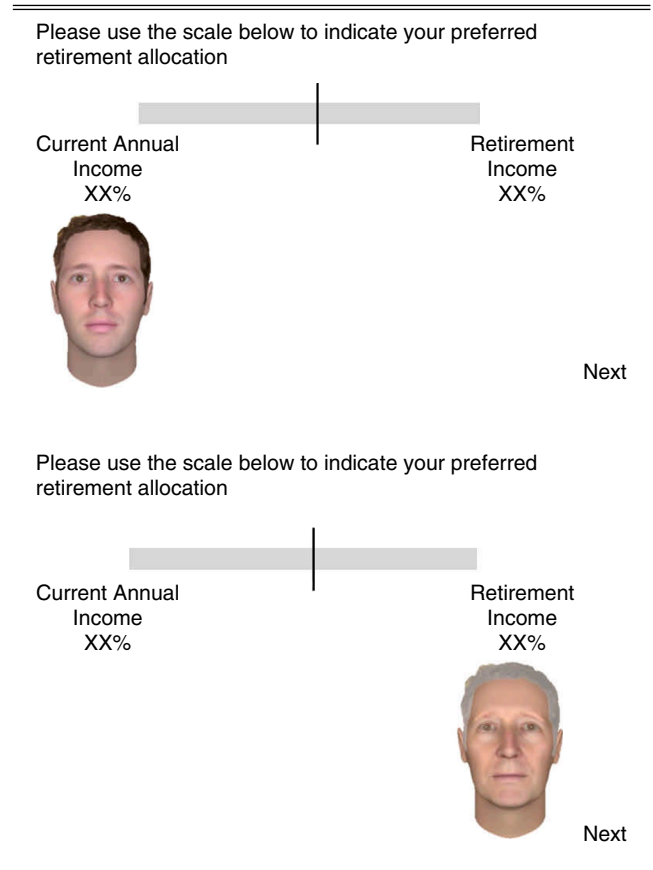 Please use the scale below to indicate your preferred
retirement allocation
Current Annual
Income
XX%
Retirement
Income
XX%
Next
Please use the scale below to indicate your preferred
retirement allocation
Current Annual
Income
XX%
Retirement
Income
XX%
Next